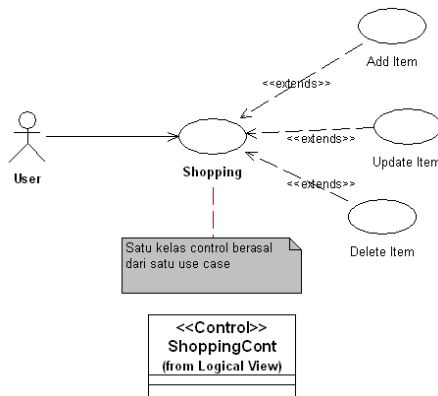 <<extends>>
Add Item
<<extends>>
Update Item
User
Shopping
<<extends>>
Delete Item
Satu kelas control berasal
dari satu use case
<<Control>>
ShoppingCont
(from Logical View)